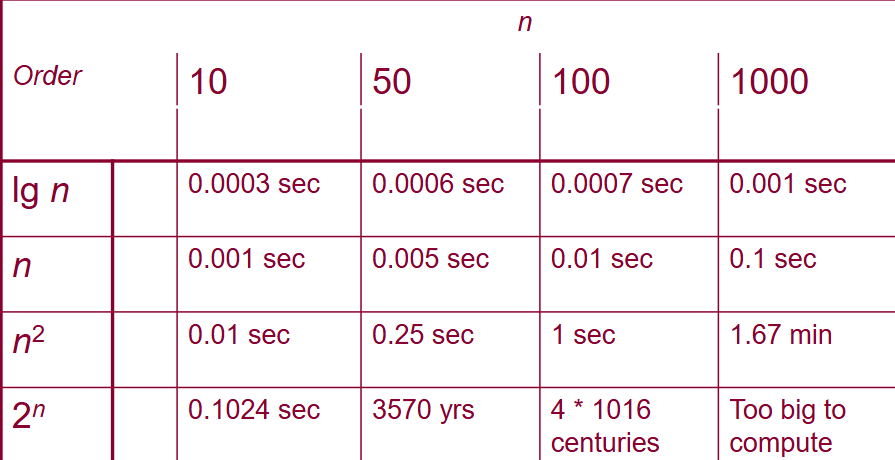 n
Order 10 50 100 1000
lg n 0.0003 sec 0.0006 sec 0.0007 sec 0.001 sec
n 0.001 sec 0.005 sec 0.01 sec 0.1 sec
n² 0.01 sec 0.25 sec 1 sec 1.67 min
2ⁿ 0.1024 sec 3570 yrs 4 * 1016 Too big to
centuries compute